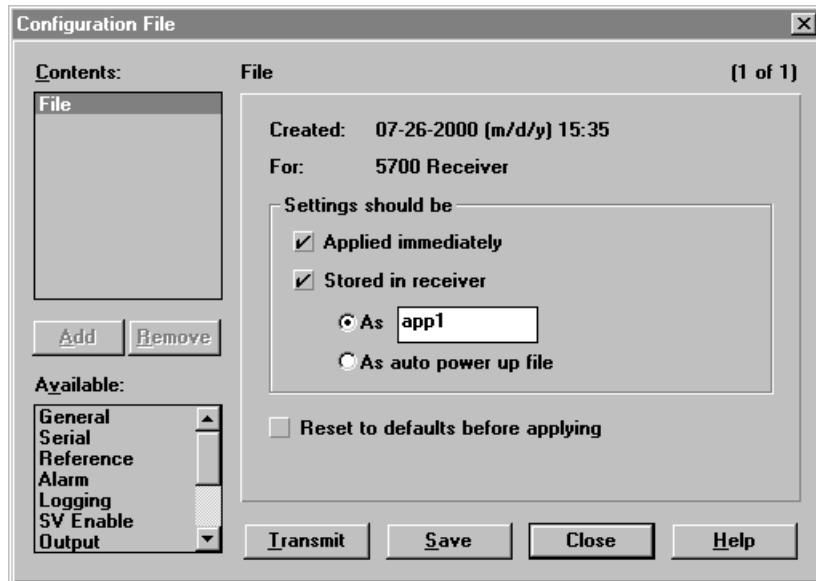 Configuration File
Contents:
File
Add
Remove
Available:
General
Serial
Reference
Alarm
Logging
SV Enable
Output
File
(1 of 1)
Created: 07-26-2000 (m/d/y) 15:35
For: 5700 Receiver
Settings should be
Applied immediately
Stored in receiver
As app1
As auto power up file
Reset to defaults before applying
Transmit
Save
Close
Help